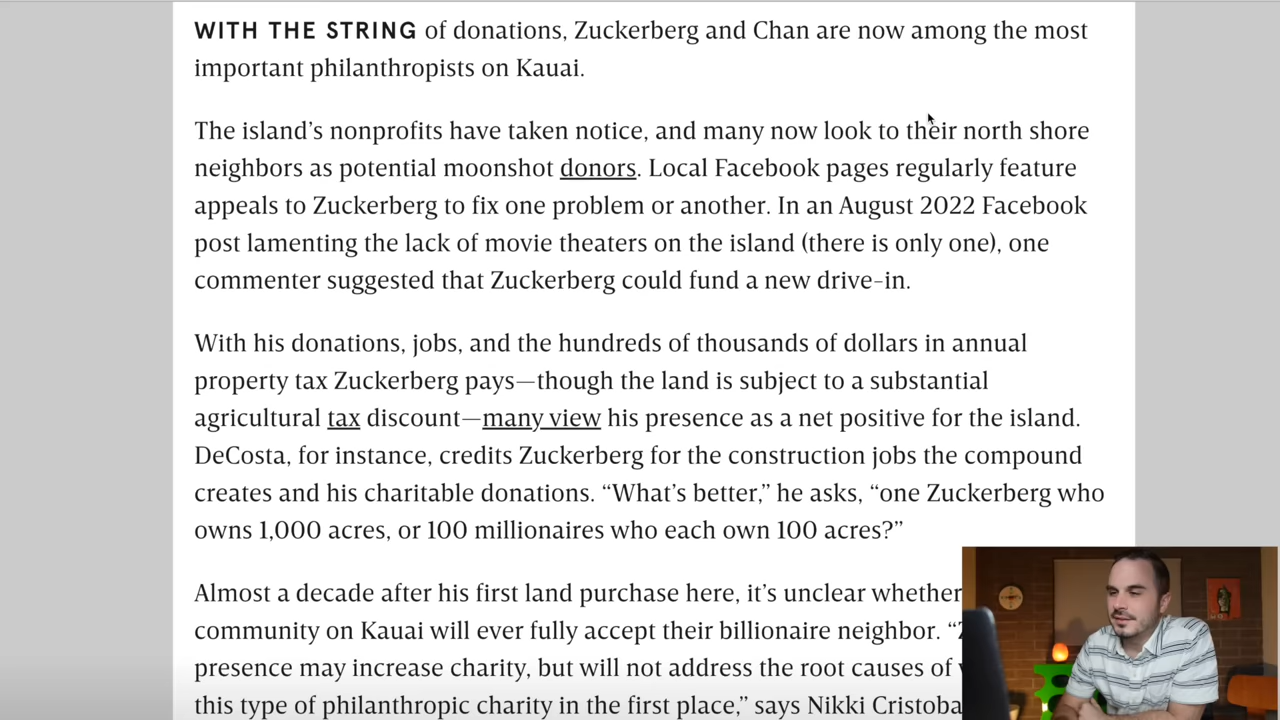 WITH THE STRING of donations, Zuckerberg and Chan are now among the most
important philanthropists on Kauai.
The island’s nonprofits have taken notice, and many now look to their north shore
neighbors as potential moonshot donors. Local Facebook pages regularly feature
appeals to Zuckerberg to fix one problem or another. In an August 2022 Facebook
post lamenting the lack of movie theaters on the island (there is only one), one
commenter suggested that Zuckerberg could fund a new drive-in.
With his donations, jobs, and the hundreds of thousands of dollars in annual
property tax Zuckerberg pays—though the land is subject to a substantial
agricultural tax discount—many view his presence as a net positive for the island.
DeCosta, for instance, credits Zuckerberg for the construction jobs the compound
creates and his charitable donations. “What’s better,” he asks, “one Zuckerberg who
owns 1,000 acres, or 100 millionaires who each own 100 acres?”
Almost a decade after his first land purchase here, it’s unclear whether
community on Kauai will ever fully accept their billionaire neighbor.
presence may increase charity, but will not address the root causes of
this type of philanthropic charity in the first place,” says Nikki